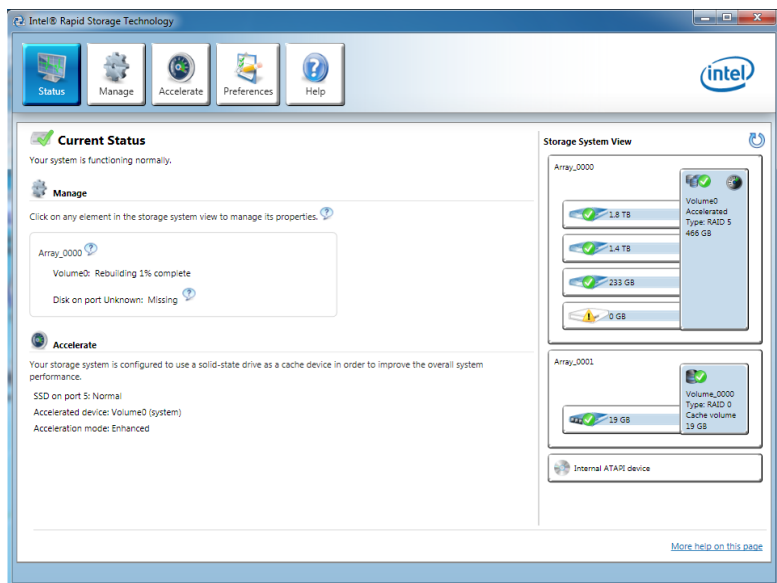 Intel® Rapid Storage Technology
Status
Manage
Accelerate
Preferences
Help
intel
Current Status
Your system is functioning normally.
Manage
Click on any element in the storage system view to manage its properties.
Array_0000
Volume0: Rebuilding 1% complete
Disk on port Unknown: Missing
Accelerate
Your storage system is configured to use a solid-state drive as a cache device in order to improve the overall system
performance.
SSD on port 5: Normal
Accelerated device: Volume0 (system)
Acceleration mode: Enhanced
Storage System View
Array_0000
1.8 TB
1.4 TB
233 GB
0 GB
Volume0
Accelerated
Type: RAID 5
466 GB
Array_0001
19 GB
Volume_0000
Type: RAID 0
Cache volume
19 GB
Internal ATAPI device
More help on this page